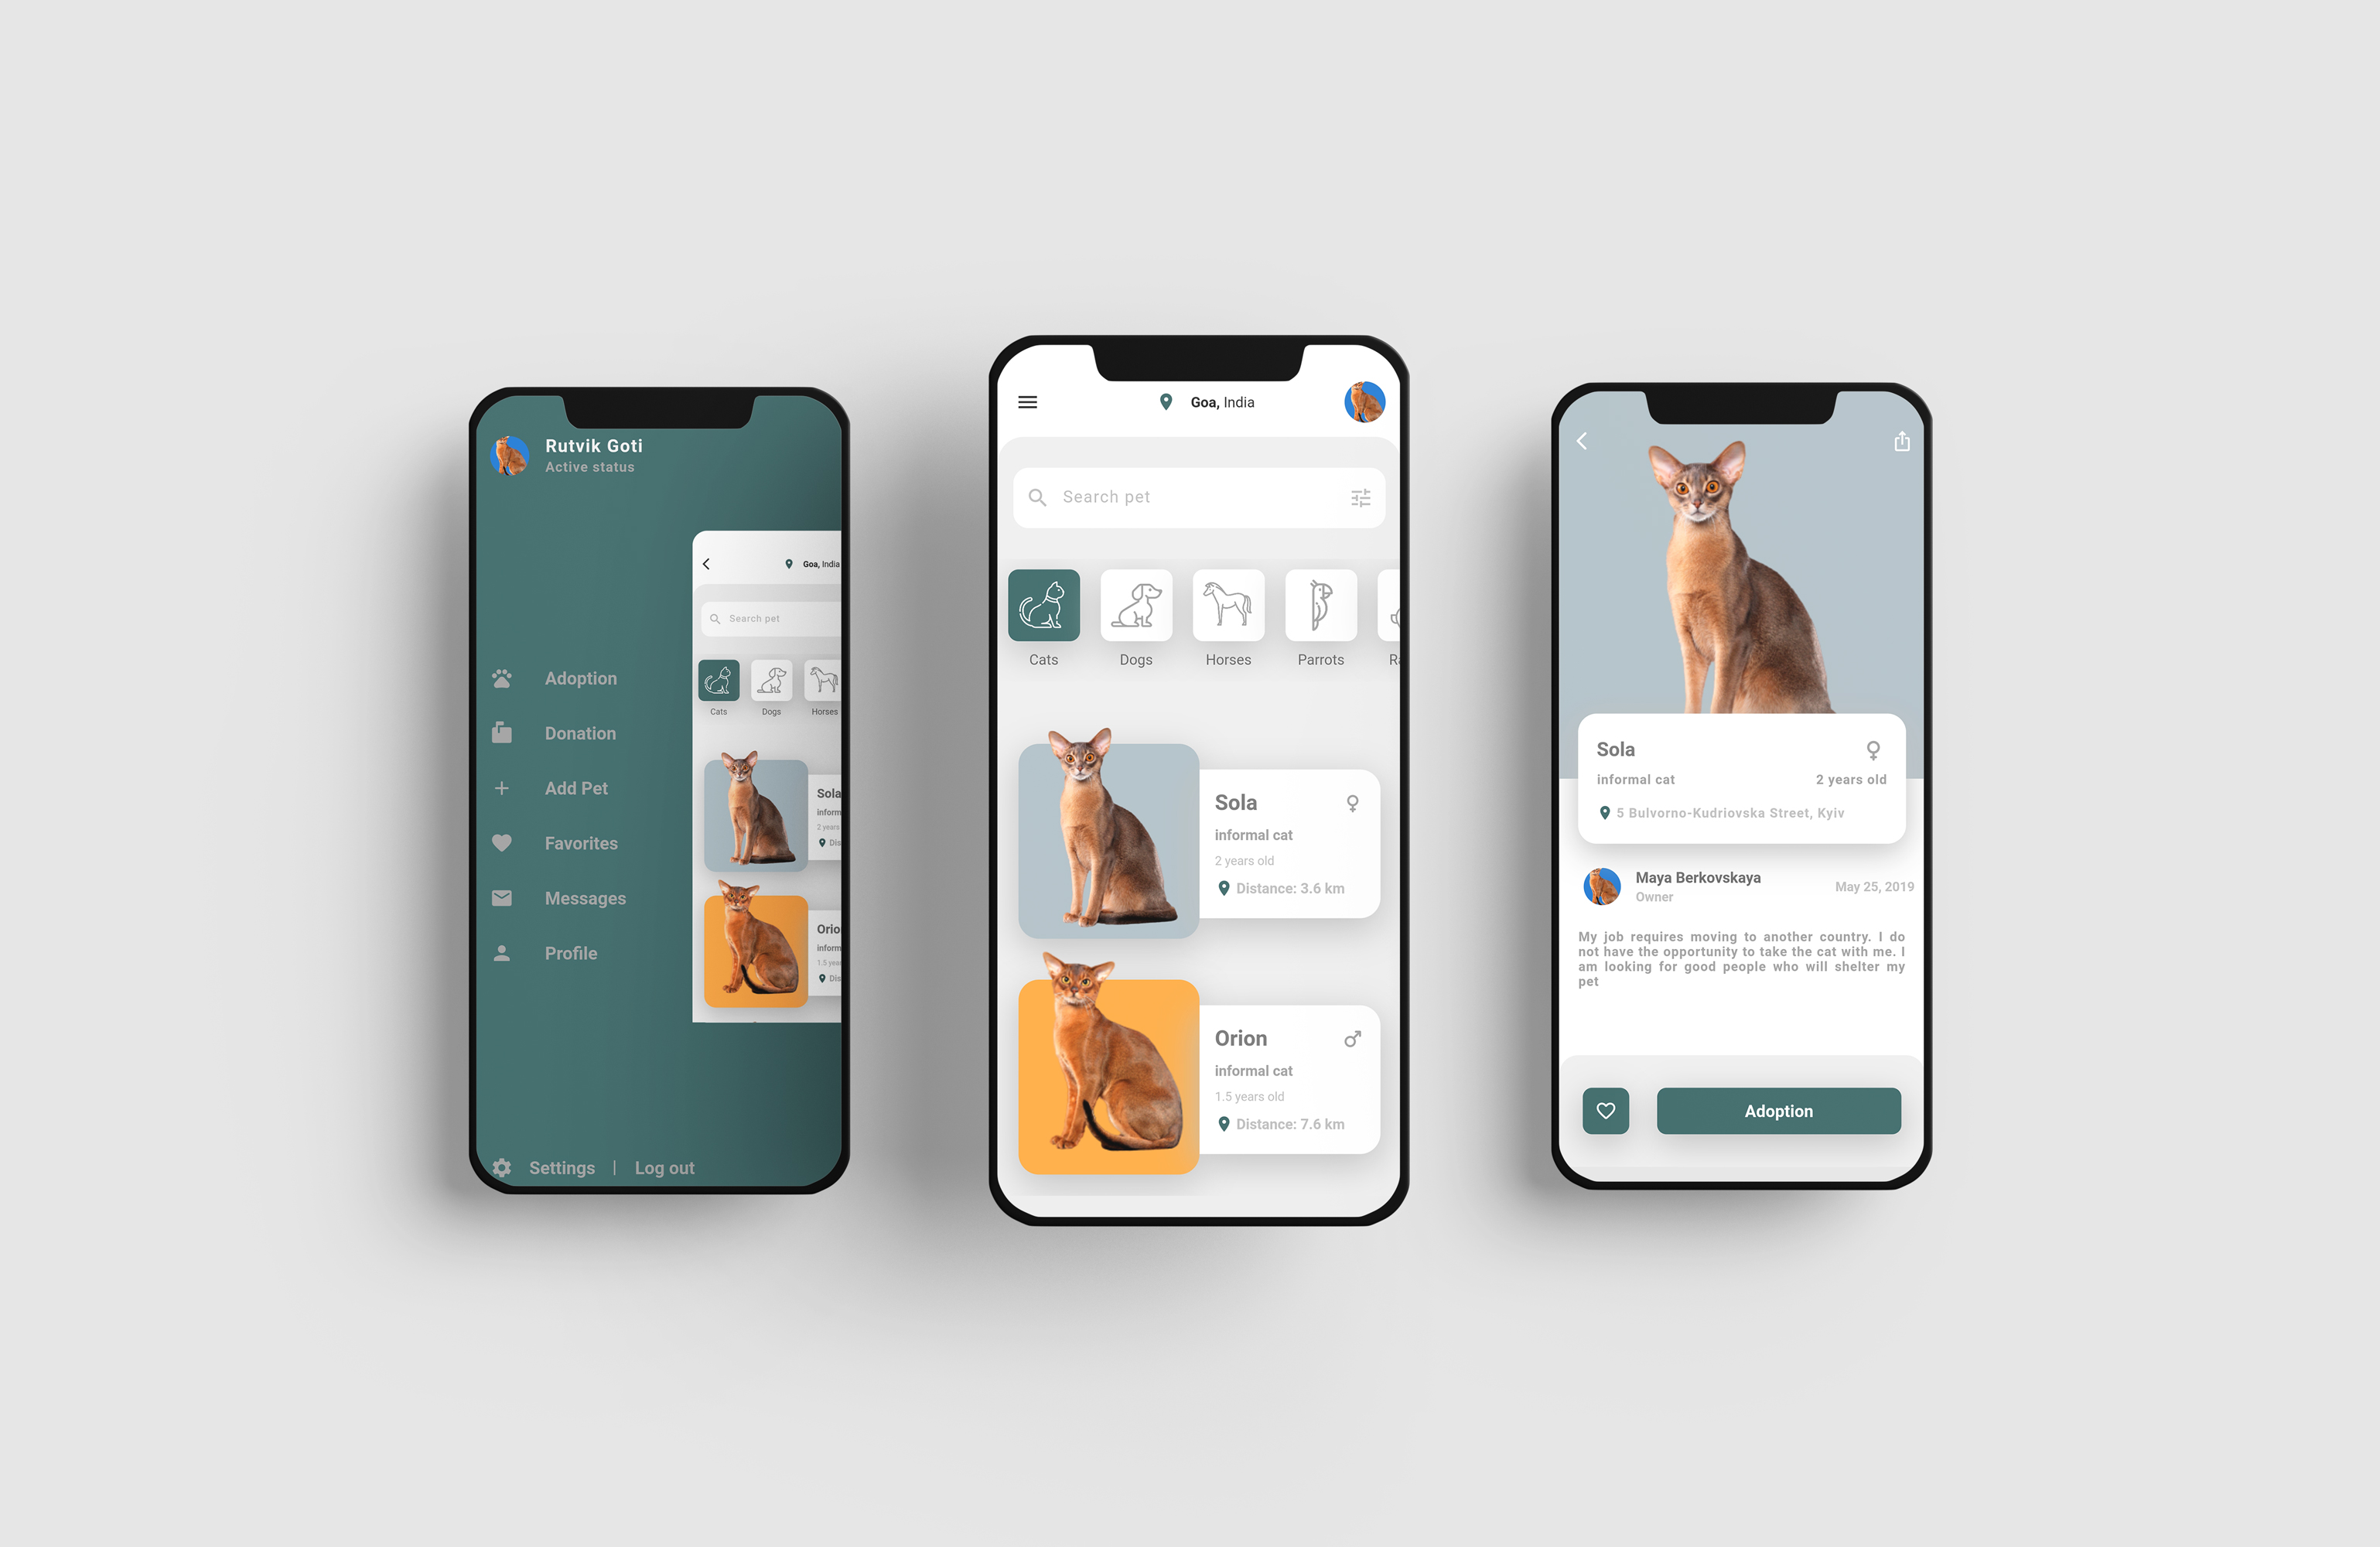 Rutvik Goti
Active status
Goa, India
Search pet
Cats Dogs Horses
Adoption
Donation
Add Pet
Favorites
Messages
Profile
Sola
inform
2 years
Dis
Orio
inform
1.5 yea
Dis
Settings | Log out
Goa, India
Search pet
Cats Dogs Horses Parrots Ra
Sola
informal cat
2 years old
Distance: 3.6 km
Orion
informal cat
1.5 years old
Distance: 7.6 km
Sola
informal cat 2 years old
5 Bulvorno-Kudriovska Street, Kyiv
Maya Berkovskaya
Owner
May 25, 2019
My job requires moving to another country. I do
not have the opportunity to take the cat with me. I
am looking for good people who will shelter my
pet
Adoption